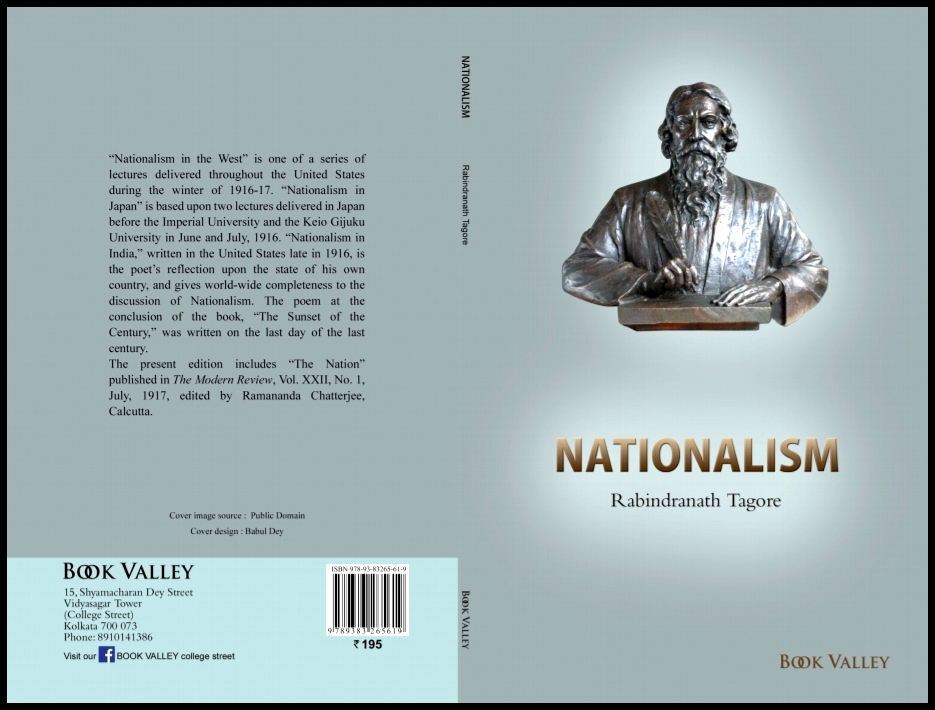 “Nationalism in the West” is one of a series of
lectures delivered throughout the United States
during the winter of 1916-17. “Nationalism in
Japan” is based upon two lectures delivered in Japan
before the Imperial University and the Keio Gijuku
University in June and July, 1916. “Nationalism in
India,” written in the United States late in 1916, is
the poet’s reflection upon the state of his own
country, and gives world-wide completeness to the
discussion of Nationalism. The poem at the
conclusion of the book, “The Sunset of the
Century,” was written on the last day of the last
century.
The present edition includes “The Nation”
published in The Modern Review, Vol. XXII, No. 1,
July, 1917, edited by Ramananda Chatterjee,
Calcutta.
Cover image source : Public Domain
Cover design : Babul Dey
BOOK VALLEY
15, Shyamacharan Dey Street
Vidyasagar Tower
(College Street)
Kolkata 700 073
Phone: 8910141386
Visit our f BOOK VALLEY college street
ISBN 978-93-83265-61-9
9789383265619
₹ 195
NATIONALISM
Rabindranath Tagore
BOOK VALLEY
NATIONALISM
Rabindranath Tagore
BOOK VALLEY